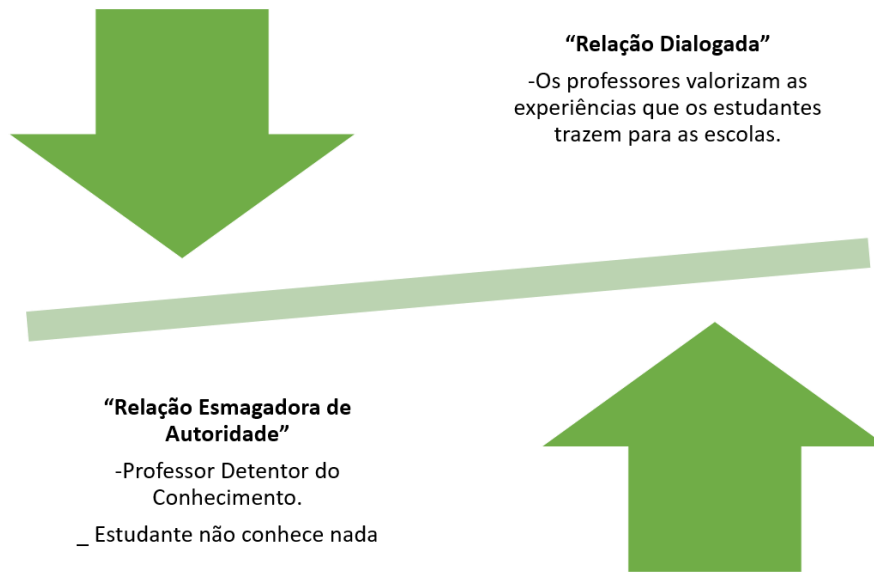 “Relação Dialogada”
-Os professores valorizam as
experiências que os estudantes
trazem para as escolas.
“Relação Esmagadora de
Autoridade”
-Professor Detentor do
Conhecimento.
_ Estudante não conhece nada